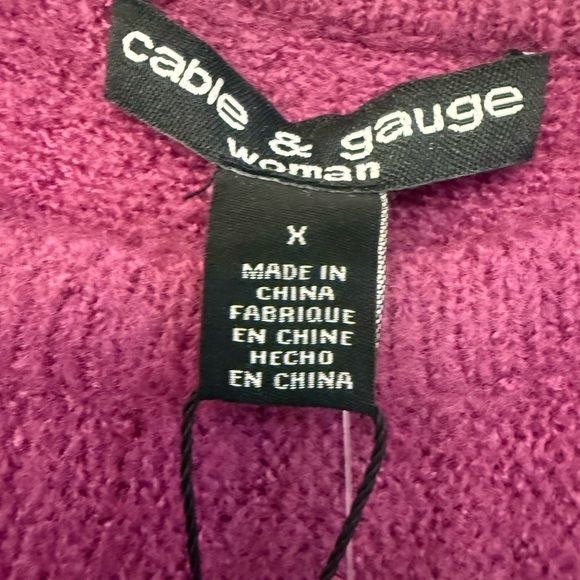 cable & gauge
woman
X
MADE IN
CHINA
FABRIQUE
EN CHINE
HECHO
EN CHINA